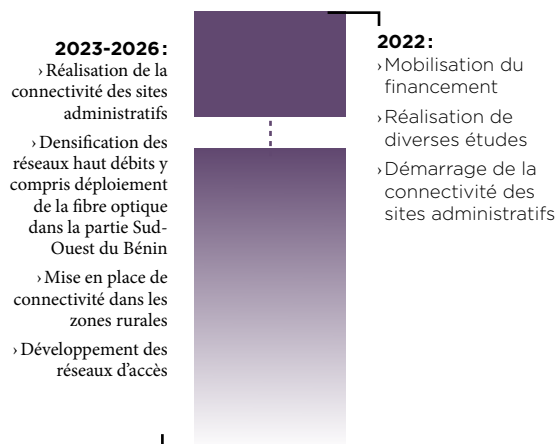 2023-2026:
› Réalisation de la
connectivité des sites
administratifs
› Densification des
réseaux haut débits y
compris déploiement
de la fibre optique
dans la partie Sud-
Ouest du Bénin
› Mise en place de
connectivité dans les
zones rurales
› Développement des
réseaux d'accès
2022:
› Mobilisation du
financement
› Réalisation de
diverses études
› Démarrage de la
connectivité des
sites administratifs